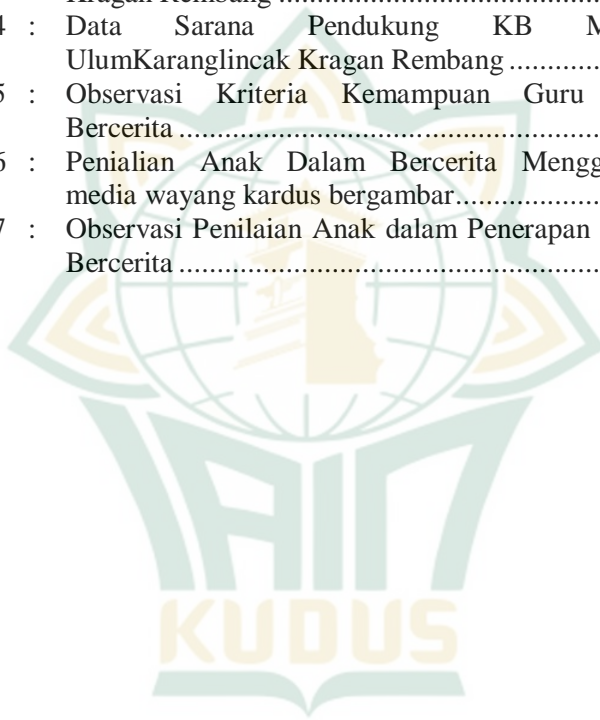 Kragan Rembang ..........................................
4 : Data Sarana Pendukung KB M
UlumKaranglincak Kragan Rembang ..............
5 : Observasi Kriteria Kemampuan Guru
Bercerita ......................................................
6 : Penialian Anak Dalam Bercerita Mengg
media wayang kardus bergambar.....................
7 : Observasi Penilaian Anak dalam Penerapan
Bercerita ......................................................
IAIN
KUDUS